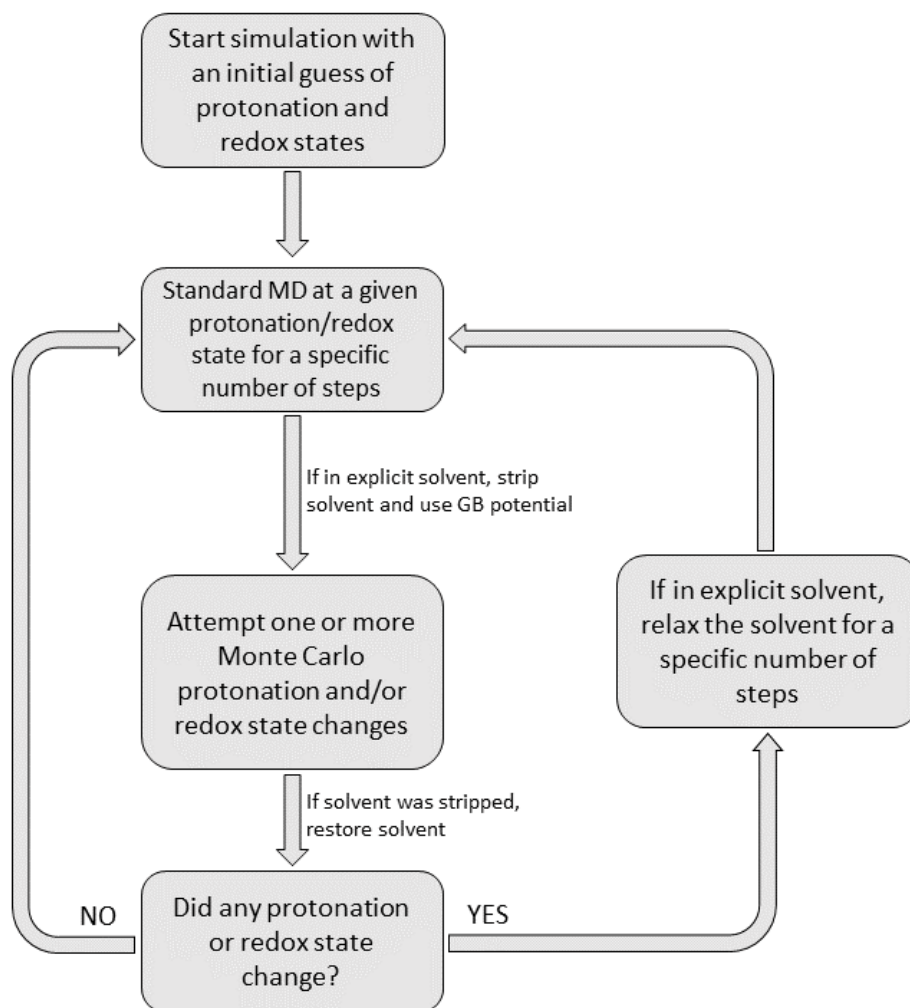 Start simulation with
an initial guess of
protonation and
redox states
Standard MD at a given
protonation/redox
state for a specific
number of steps
If in explicit solvent, strip
solvent and use GB potential
Attempt one or more
Monte Carlo
protonation and/or
redox state changes
If in explicit solvent,
relax the solvent for a
specific number of
steps
If solvent was stripped,
restore solvent
NO
Did any protonation
or redox state
change?
YES